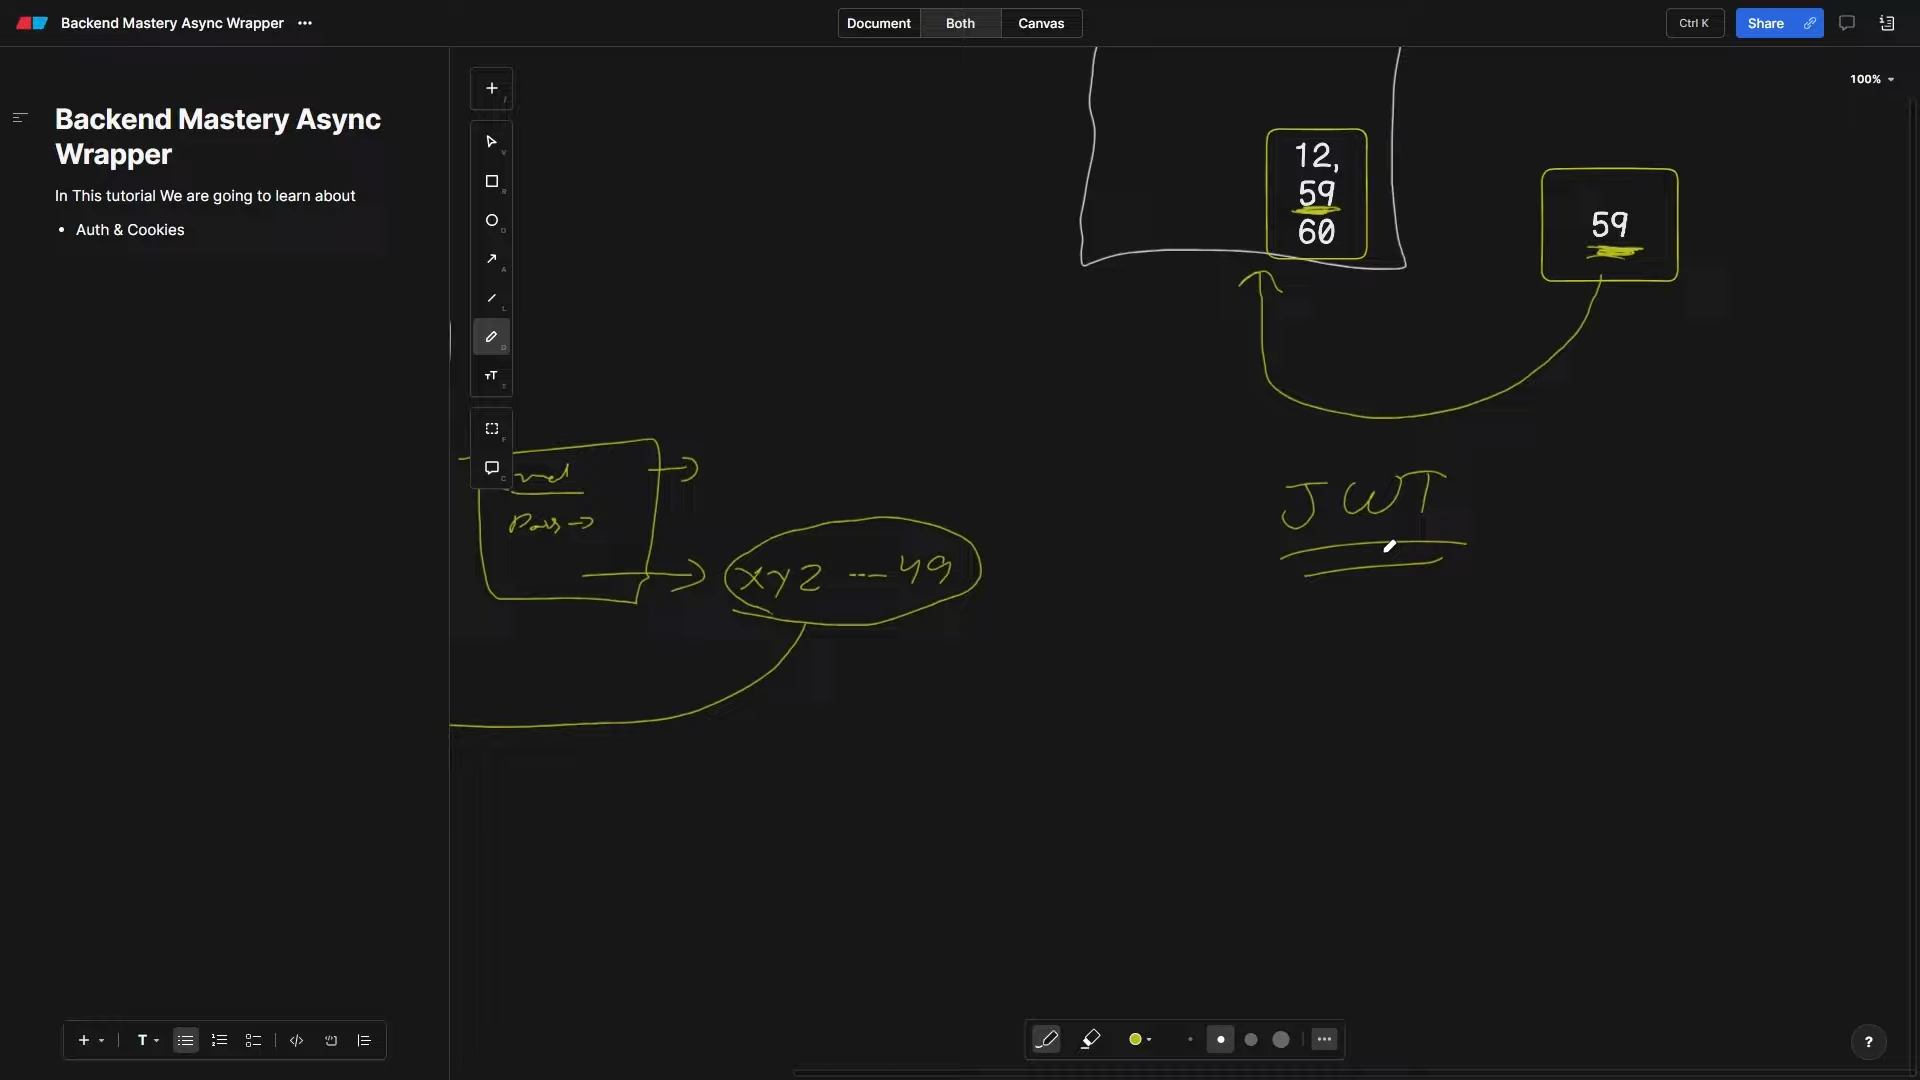 Backend Mastery Async Wrapper
Document
Both
Canvas
Ctrl K
Share
100%
Backend Mastery Async
Wrapper
In This tutorial We are going to learn about
• Auth & Cookies
12,
59
60
59
JWT
Pass →
xyz --- 49
T
?